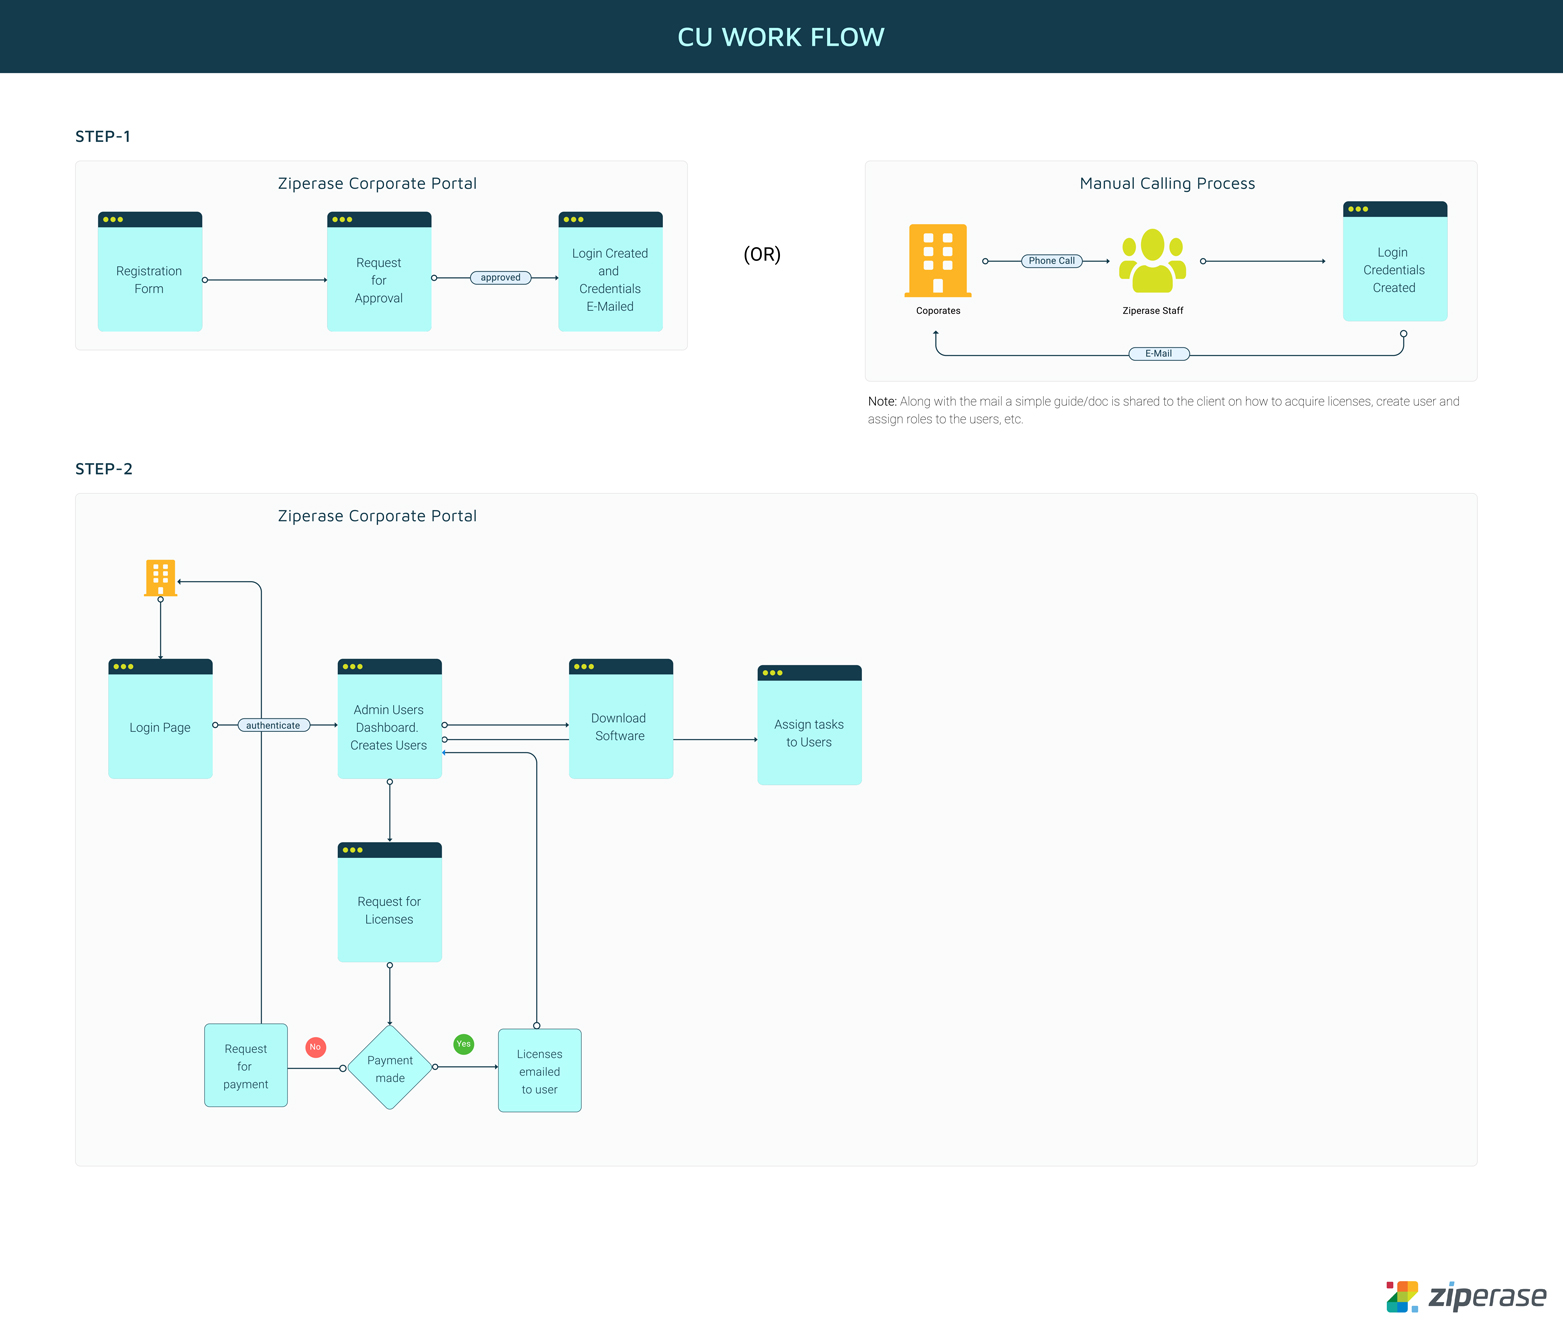 CU WORK FLOW
STEP-1
Ziperase Corporate Portal
Registration
Form
Request
for
Approval
approved
Login Created
and
Credentials
E-Mailed
(OR)
Manual Calling Process
Coporates
Phone Call
Ziperase Staff
Login
Credentials
Created
E-Mail
Note: Along with the mail a simple guide/doc is shared to the client on how to acquire licenses, create user and
assign roles to the users, etc.
STEP-2
Ziperase Corporate Portal
Login Page
authenticate
Admin Users
Dashboard.
Creates Users
Download
Software
Assign tasks
to Users
Request for
Licenses
Request
for
payment
No
Payment
made
Yes
Licenses
emailed
to user
ziperase